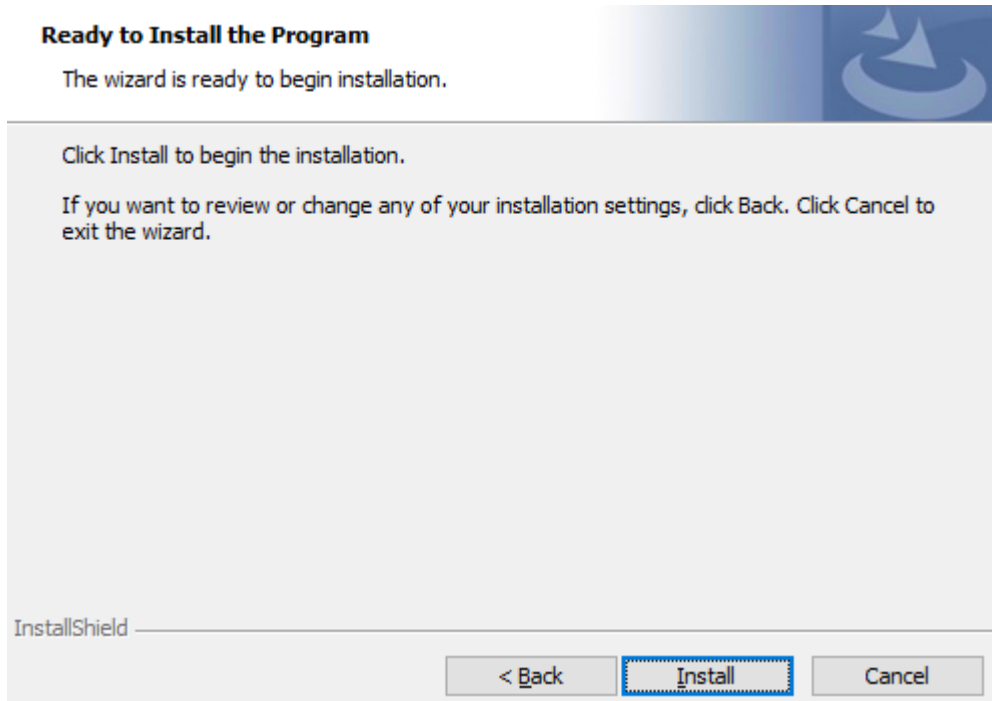 Ready to Install the Program
The wizard is ready to begin installation.
Click Install to begin the installation.
If you want to review or change any of your installation settings, click Back. Click Cancel to
exit the wizard.
InstallShield
< Back
Install
Cancel